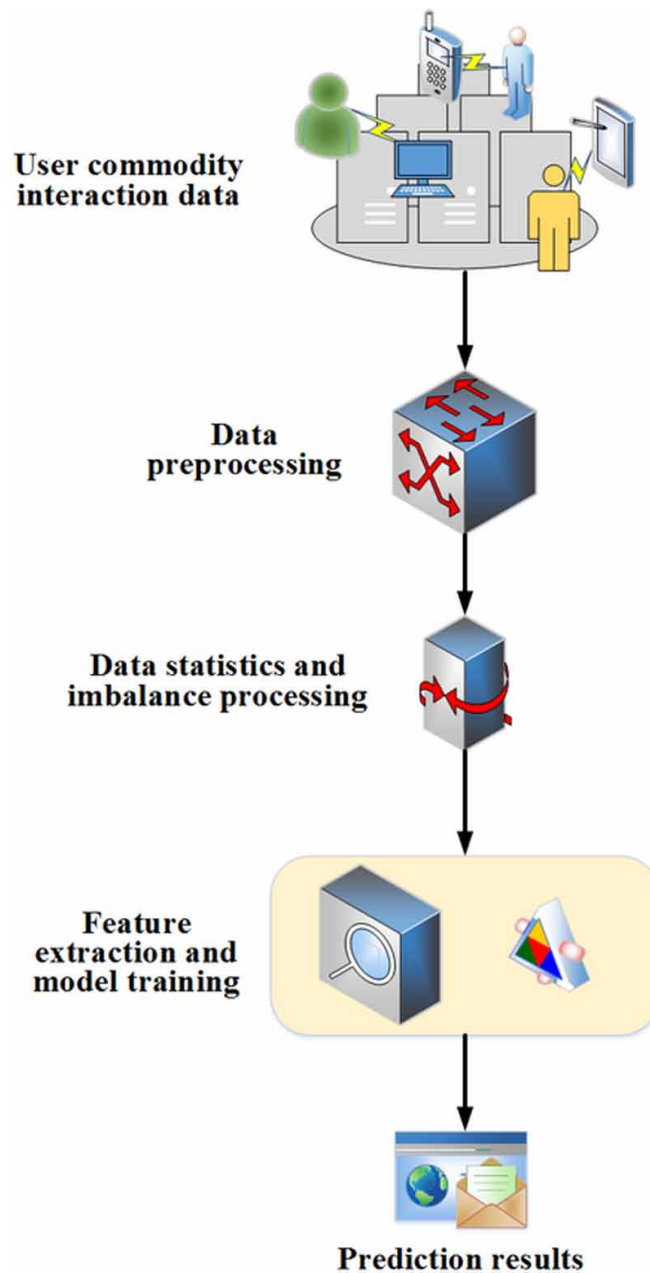 User commodity
interaction data
Data
preprocessing
Data statistics and
imbalance processing
Feature
extraction and
model training
Prediction results